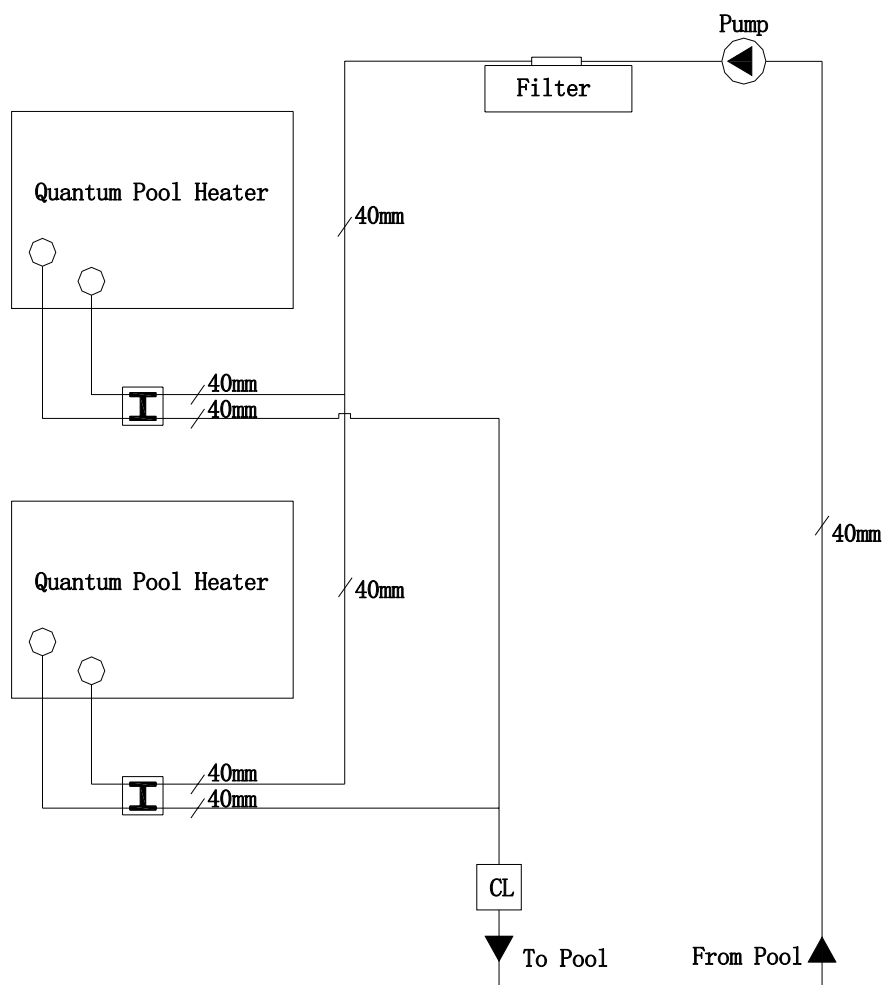 Pump
Filter
Quantum Pool Heater
40mm
40mm
40mm
40mm
Quantum Pool Heater
40mm
40mm
40mm
CL
To Pool
From Pool